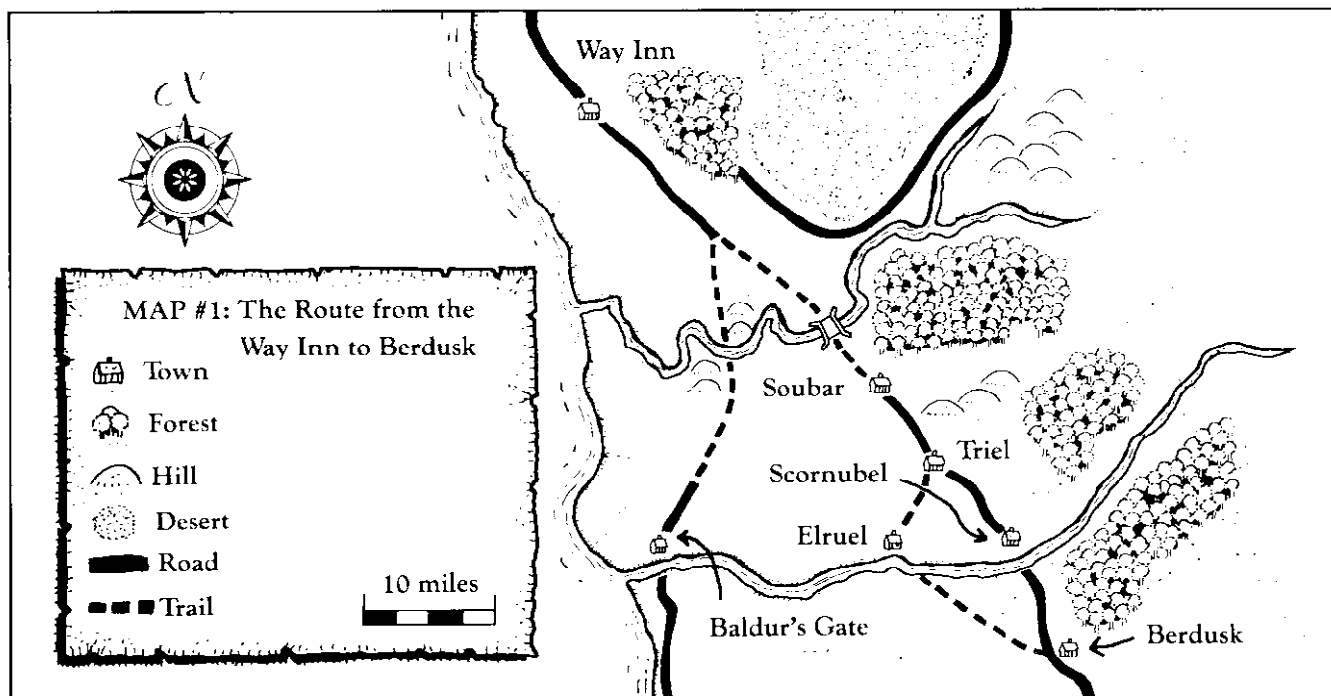 Way Inn
MAP #1: The Route from the
Way Inn to Berdusk
Town
Forest
Hill
Desert
Road
Trail
10 miles
Soubar
Triel
Scornubel
Elruel
Baldur's Gate
Berdusk